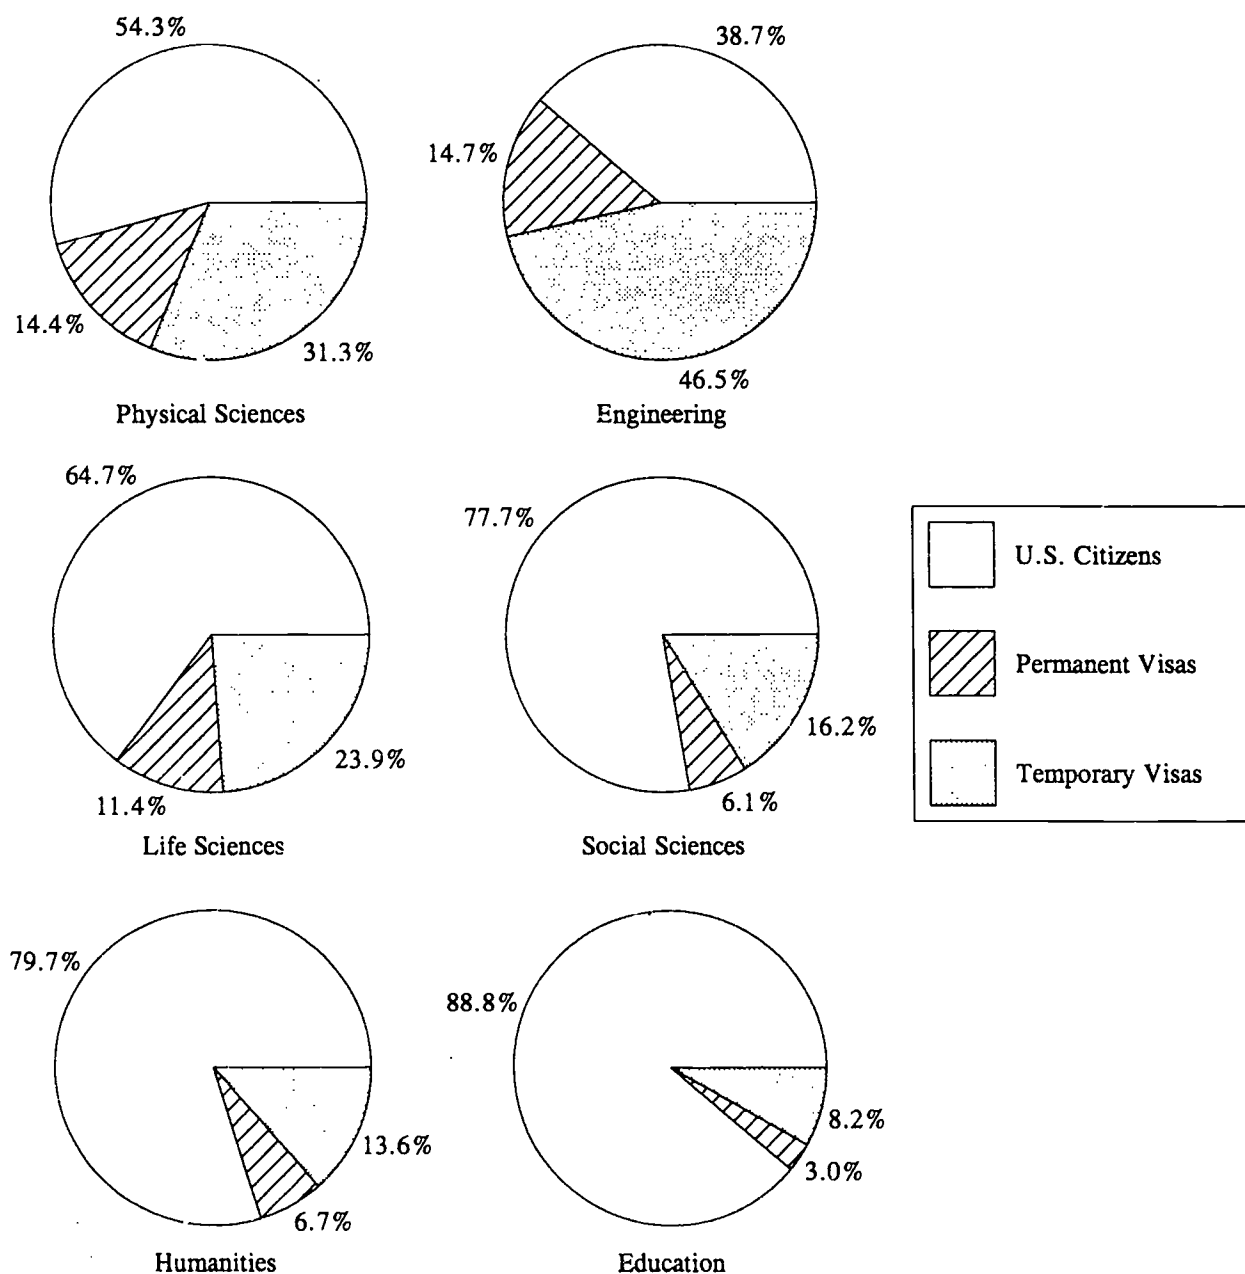 54.3%
14.4%
31.3%
Physical Sciences
38.7%
14.7%
46.5%
Engineering
64.7%
11.4%
23.9%
Life Sciences
77.7%
16.2%
6.1%
Social Sciences
U.S. Citizens
Permanent Visas
Temporary Visas
79.7%
13.6%
6.7%
Humanities
88.8%
8.2%
3.0%
Education